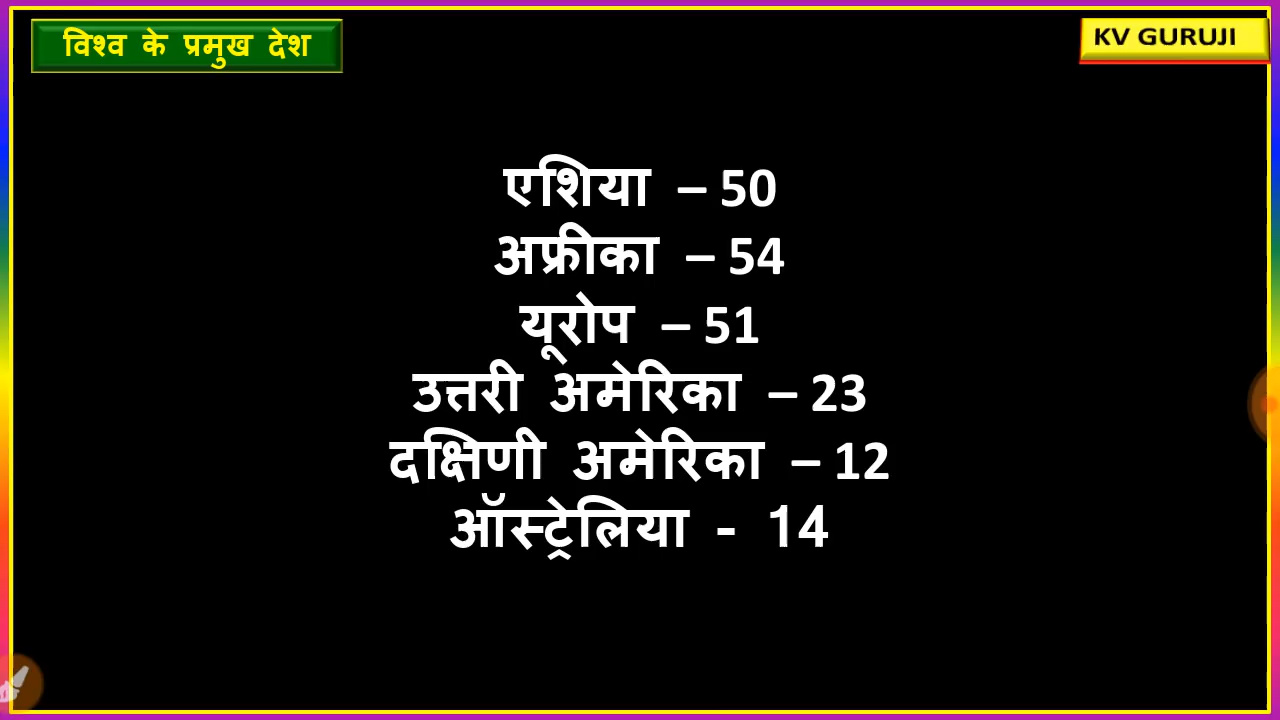 विश्व के प्रमुख देश
KV GURUJI
एशिया – 50
अफ्रीका – 54
यूरोप – 51
उत्तरी अमेरिका – 23
दक्षिणी अमेरिका – 12
ऑस्ट्रेलिया - 14